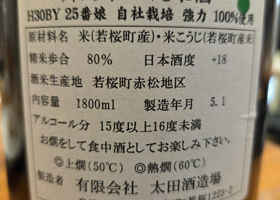 H30BY 25番娘 自社栽培 強力 100%使用
原材料名 米(若桜町産)・米こうじ(若桜町産米)
精米歩合 80% 日本酒度 +18
酒米生産地 若桜町赤松地区
内容量 1800ml 製造年月 5.1
アルコール分 15度以上16度未満
お燗をして食中酒としてお楽しみ下さい。
◎上燗(50℃) ◎熱燗(60℃)
製造者 有限会社 太田酒造場